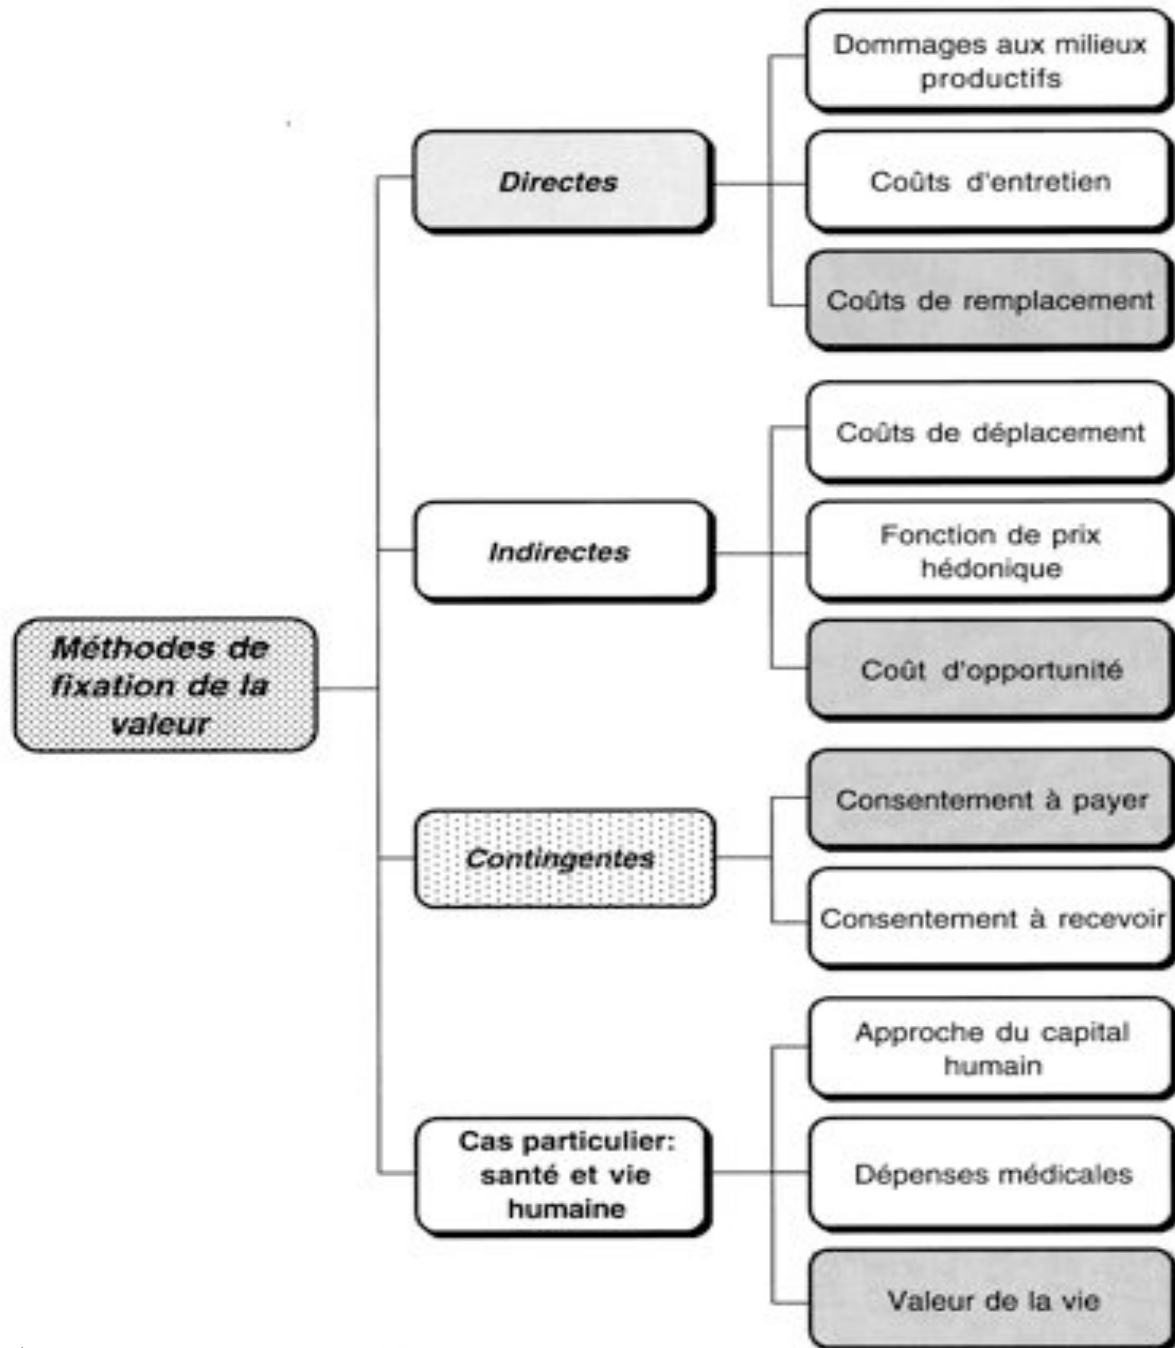 Méthodes de
fixation de la
valeur
Directes
Dommages aux milieux
productifs
Coûts d'entretien
Coûts de remplacement
Indirectes
Coûts de déplacement
Fonction de prix
hédonique
Coût d'opportunité
Contingentes
Consentement à payer
Consentement à recevoir
Cas particulier:
santé et vie
humaine
Approche du capital
humain
Dépenses médicales
Valeur de la vie